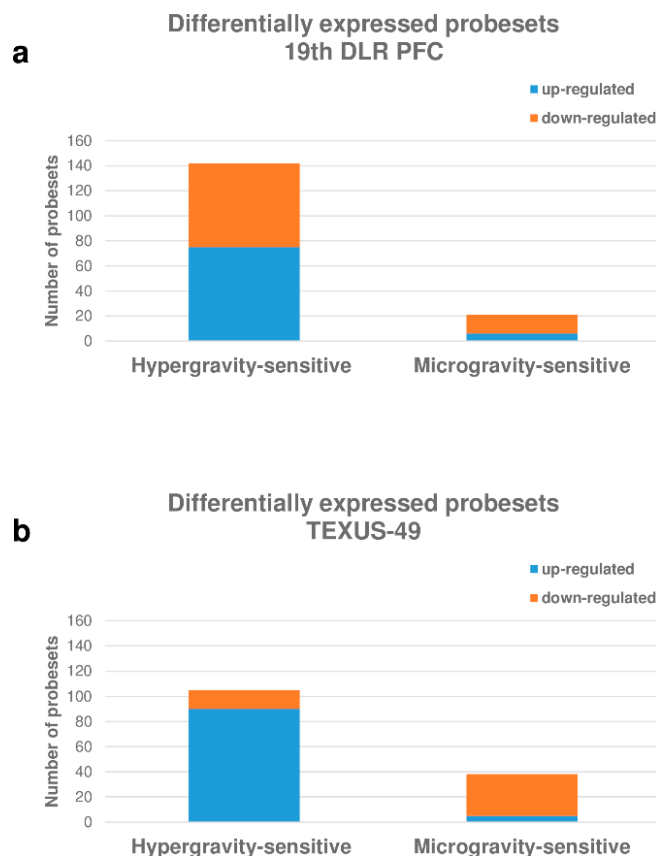 Differentially expressed probesets
19th DLR PFC
a
up-regulated
down-regulated
Number of probesets
160
140
120
100
80
60
40
20
0
Hypergravity-sensitive
Microgravity-sensitive
Differentially expressed probesets
TEXUS-49
b
up-regulated
down-regulated
Number of probesets
160
140
120
100
80
60
40
20
0
Hypergravity-sensitive
Microgravity-sensitive